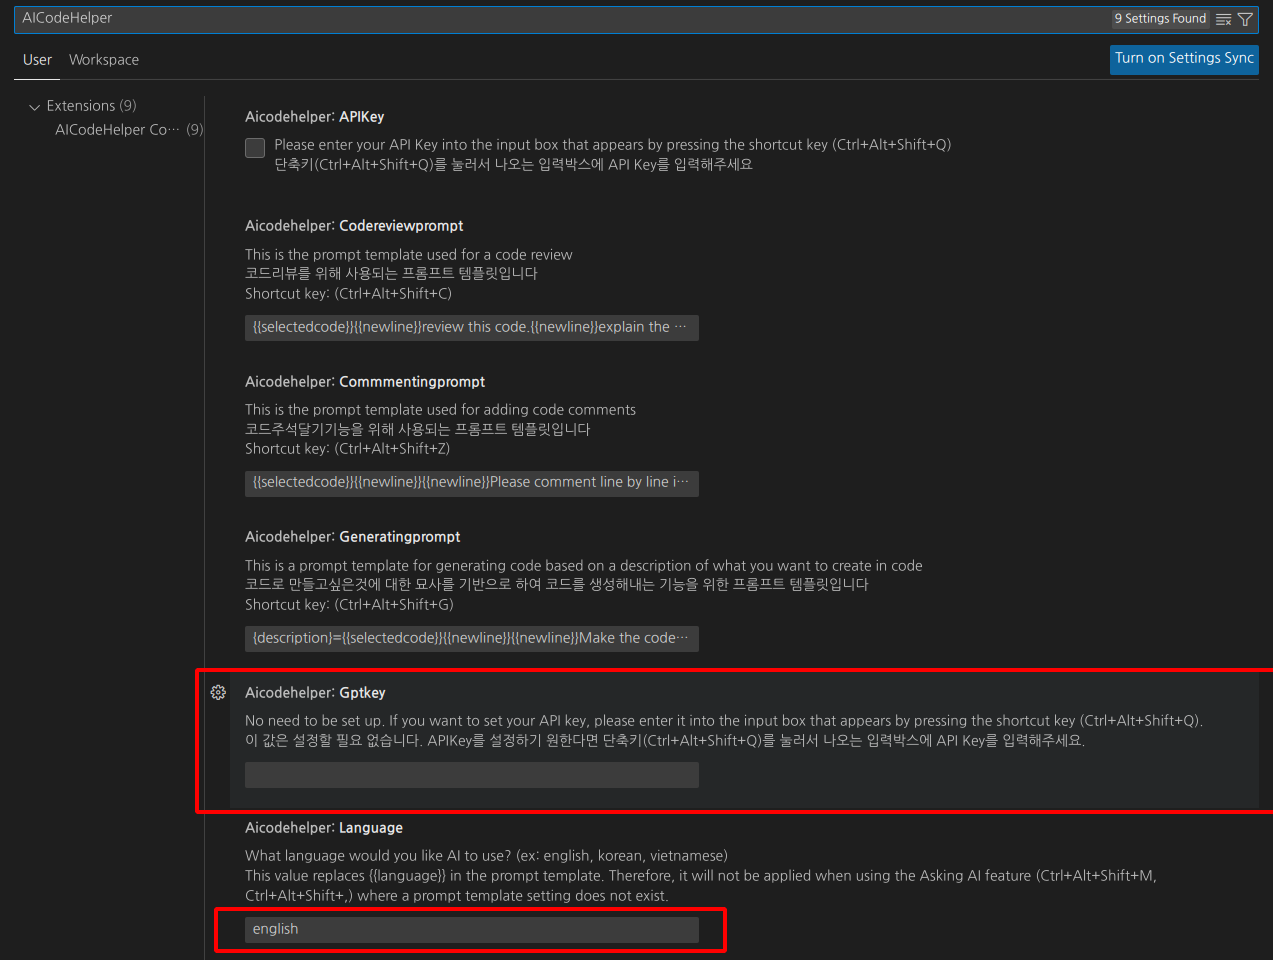 AICodeHelper
9 Settings Found
User
Workspace
Turn on Settings Sync
Extensions (9)
AICodeHelper Co··· (9)
Aicodehelper: APIKey
Please enter your API Key into the input box that appears by pressing the shortcut key (Ctrl+Alt+Shift+Q)
단축키(Ctrl+Alt+Shift+Q)를 눌러서 나오는 입력박스에 API Key를 입력해주세요
Aicodehelper: Codereviewprompt
This is the prompt template used for a code review
코드리뷰를 위해 사용되는 프롬프트 템플릿입니다
Shortcut key: (Ctrl+Alt+Shift+C)
{{selectedcode}}{{newline}}review this code.{{newline}}explain the ···
Aicodehelper: Commmentingprompt
This is the prompt template used for adding code comments
코드주석달기기능을 위해 사용되는 프롬프트 템플릿입니다
Shortcut key: (Ctrl+Alt+Shift+Z)
{{selectedcode}}{{newline}}{{newline}}Please comment line by line i···
Aicodehelper: Generatingprompt
This is a prompt template for generating code based on a description of what you want to create in code
코드로 만들고싶은것에 대한 묘사를 기반으로 하여 코드를 생성해내는 기능을 위한 프롬프트 템플릿입니다
Shortcut key: (Ctrl+Alt+Shift+G)
{description}={{selectedcode}}{{newline}}{{newline}}Make the code···
Aicodehelper: Gptkey
No need to be set up. If you want to set your API key, please enter it into the input box that appears by pressing the shortcut key (Ctrl+Alt+Shift+Q).
이 값은 설정할 필요 없습니다. APIKey를 설정하기 원한다면 단축키(Ctrl+Alt+Shift+Q)를 눌러서 나오는 입력박스에 API Key를 입력해주세요.
Aicodehelper: Language
What language would you like AI to use? (ex: english, korean, vietnamese)
This value replaces {{language}} in the prompt template. Therefore, it will not be applied when using the Asking AI feature (Ctrl+Alt+Shift+M,
Ctrl+Alt+Shift+,) where a prompt template setting does not exist.
english